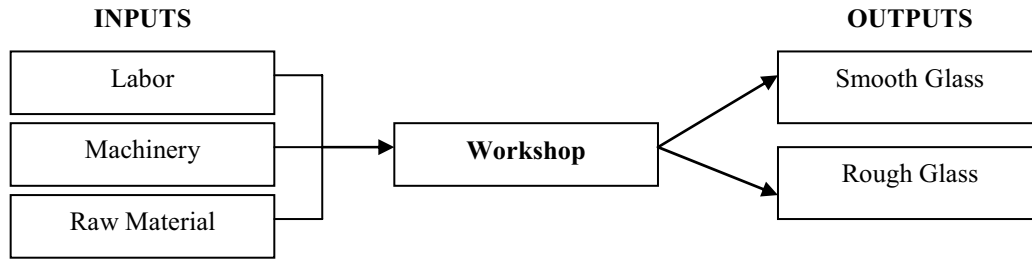 INPUTS
OUTPUTS
Labor
Smooth Glass
Machinery
Workshop
Rough Glass
Raw Material